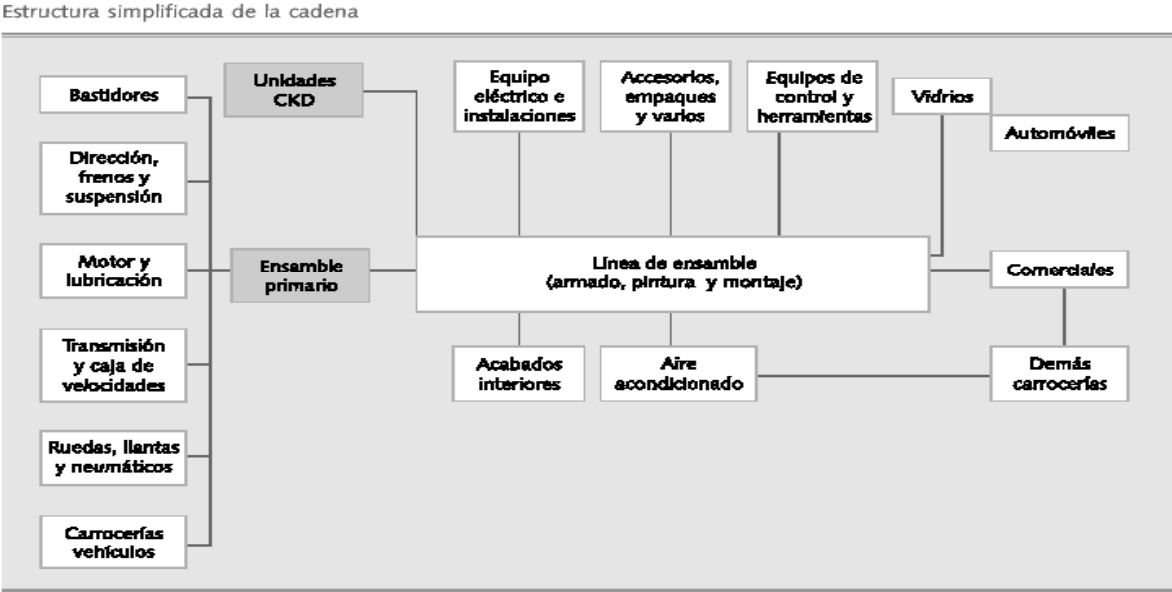 Estructura simplificada de la cadena
Bastidores
Dirección,
frenos y
suspensión
Motor y
lubricación
Transmisión
y caja de
velocidades
Ruedas, llantas
y neumáticos
Carrocerías
vehículos
Unidades
CKD
Ensamble
primario
Equipo
eléctrico e
instalaciones
Accesorios,
empaques
y varios
Equipos de
control y
herramientas
Vidrios
Automóviles
Línea de ensamble
(armado, pintura y montaje)
Comerciales
Acabados
interiores
Aire
acondicionado
Demás
carrocerías